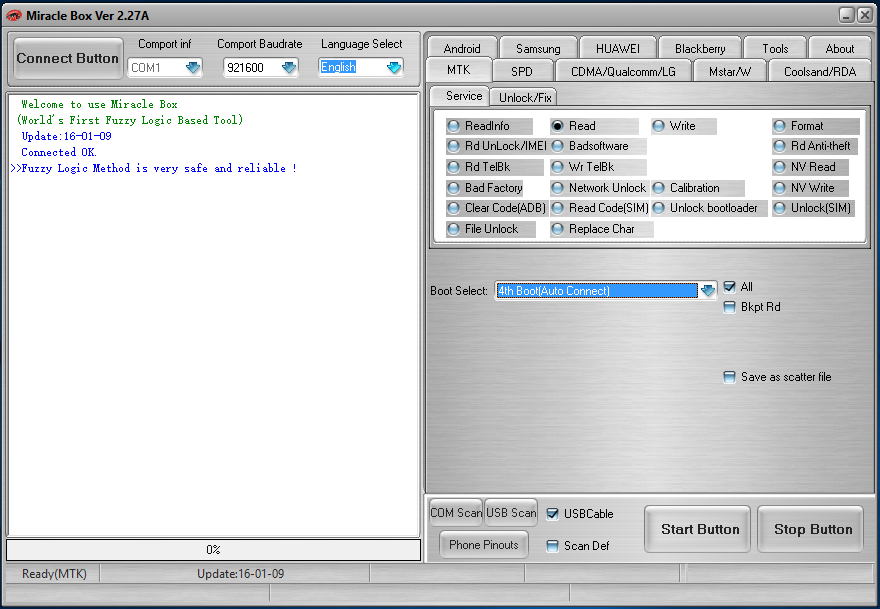 Miracle Box Ver 2.27A
Connect Button
Comport inf
COM1
Comport Baudrate
921600
Language Select
English
Welcome to use Miracle Box
(World's First Fuzzy Logic Based Tool)
Update:16-01-09
Connected OK.
>>Fuzzy Logic Method is very safe and reliable !
0%
Android
Samsung
HUAWEI
Blackberry
Tools
About
MTK
SPD
CDMA/Qualcomm/LG
Mstar/W
Coolsand/RDA
Service
Unlock/Fix
ReadInfo
Read
Write
Format
Rd UnLock/IMEI
Badsoftware
Rd Anti-theft
Rd TelBk
Wr TelBk
NV Read
Bad Factory
Network Unlock
Calibration
NV Write
Clear Code(ADB)
Read Code(SIM)
Unlock bootloader
Unlock(SIM)
File Unlock
Replace Char
Boot Select:
4th Boot(Auto Connect)
All
Bkpt Rd
Save as scatter file
COM Scan
USB Scan
USBCable
Phone Pinouts
Scan Def
Start Button
Stop Button
Ready(MTK)
Update:16-01-09